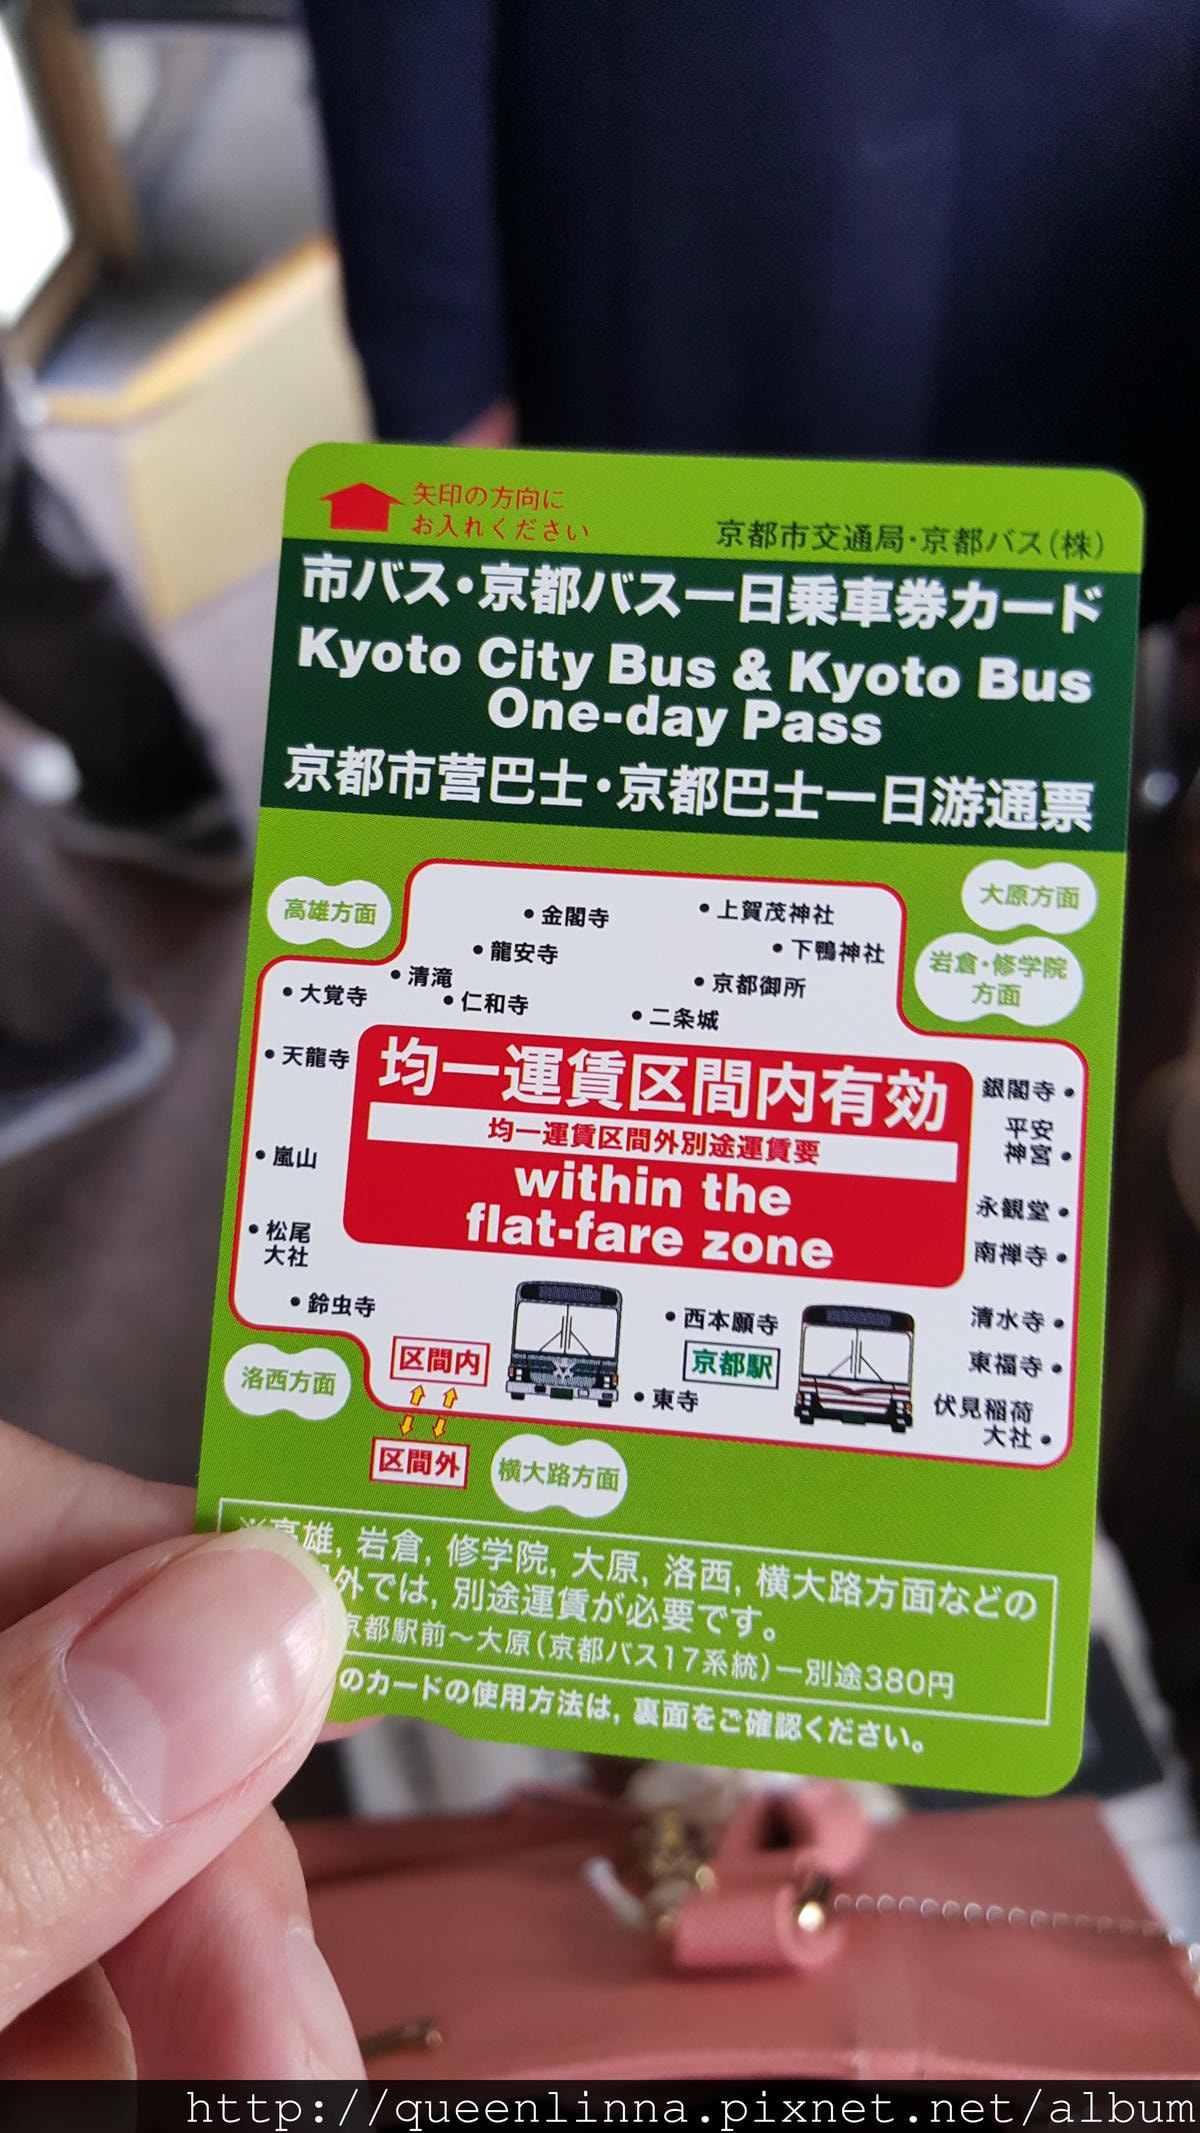 矢印の方向に
お入れください
京都市交通局・京都バス(株)
市バス・京都バス一日乗車券カード
Kyoto City Bus & Kyoto Bus
One-day Pass
京都市营巴士・京都巴士一日游通票
高雄方面
大原方面
岩倉・修学院
方面
• 金閣寺
• 上賀茂神社
• 龍安寺
• 下鴨神社
• 清滝
• 京都御所
• 大覚寺
• 仁和寺
• 二条城
• 天龍寺
均一運賃区間内有効
均一運賃区間外別途運賃要
within the
flat-fare zone
銀閣寺 •
平安
神宮 •
• 嵐山
永観堂 •
• 松尾
大社
南禅寺 •
• 鈴虫寺
• 西本願寺
清水寺 •
区間内
京都駅
東福寺 •
洛西方面
• 東寺
伏見稲荷
大社 •
区間外
横大路方面
※高雄, 岩倉, 修学院, 大原, 洛西, 横大路方面などの
外では, 別途運賃が必要です。
京都駅前〜大原(京都バス17系統)ー別途380円
のカードの使用方法は, 裏面をご確認ください。
http://queenlinna.pixnet.net/album